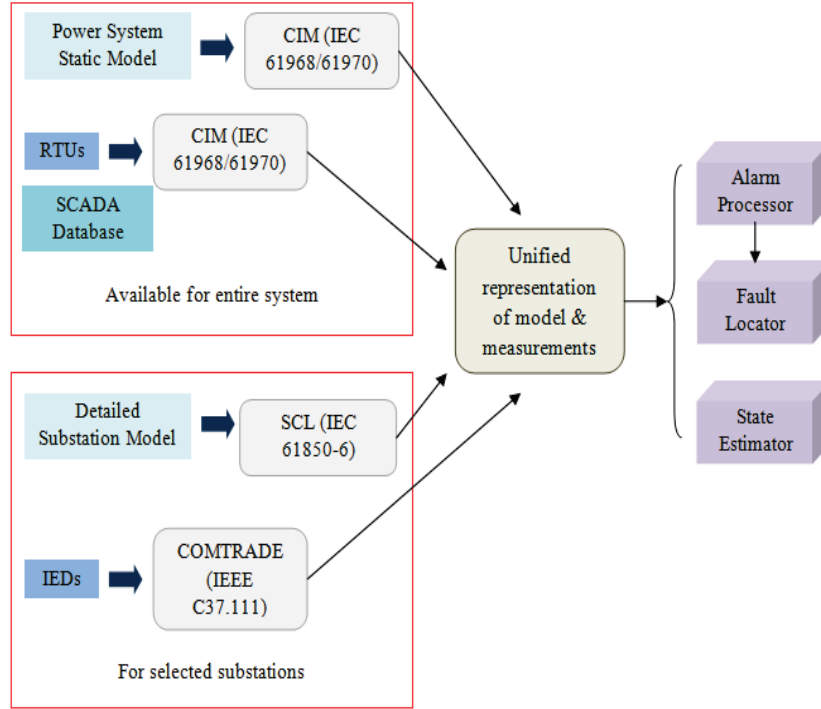 Power System
Static Model
CIM (IEC
61968/61970)
RTUs
CIM (IEC
61968/61970)
SCADA
Database
Available for entire system
Detailed
Substation Model
SCL (IEC
61850-6)
IEDs
COMTRADE
(IEEE
C37.111)
For selected substations
Unified
representation
of model &
measurements
Alarm
Processor
Fault
Locator
State
Estimator